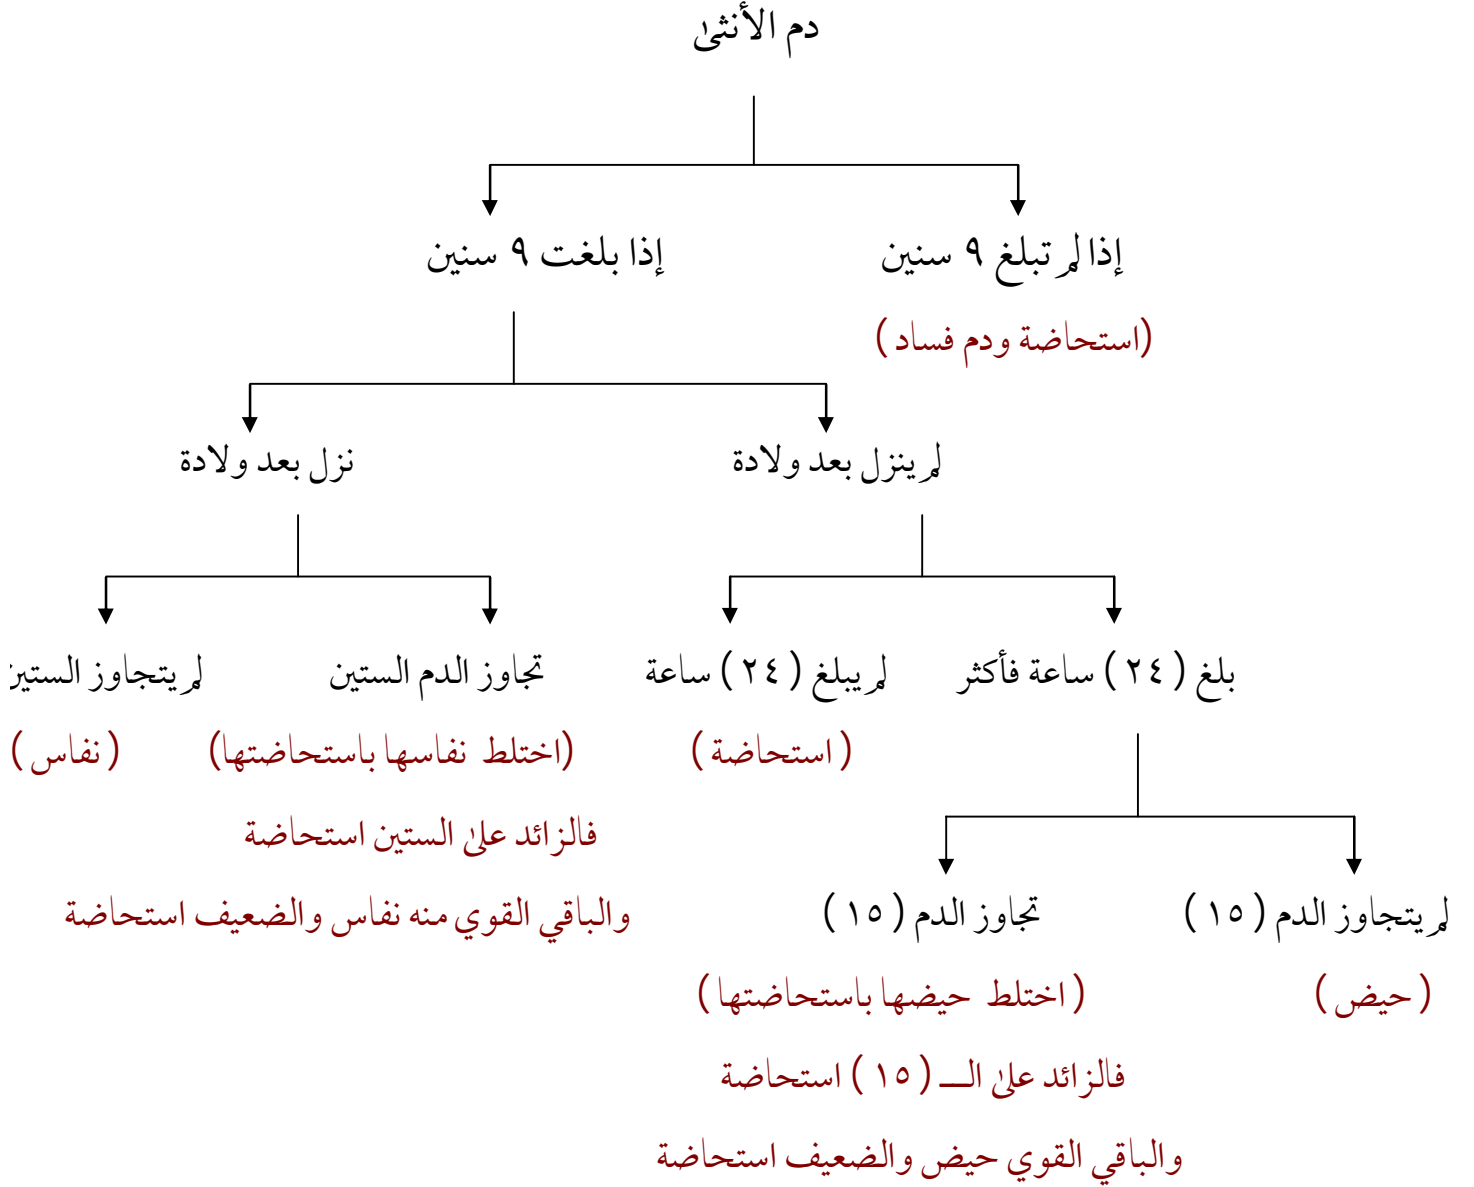 دم الأنثى
إذا لم تبلغ ٩ سنين
إذا بلغت ٩ سنين
(استحاضة ودم فساد )
لم ينزل بعد ولادة
نزل بعد ولادة
بلغ ( ٢٤ ) ساعة فأكثر
لم يبلغ ( ٢٤ ) ساعة
تجاوز الدم الستين
لم يتجاوز الستين
( استحاضة )
(اختلط نفاسها باستحاضتها)
( نفاس )
فالزائد على الستين استحاضة
والباقي القوي منه نفاس والضعيف استحاضة
لم يتجاوز الدم ( ١٥ )
تجاوز الدم ( ١٥ )
( حيض )
( اختلط حيضها باستحاضتها )
فالزائد على الـــ ( ١٥ ) استحاضة
والباقي القوي حيض والضعيف استحاضة